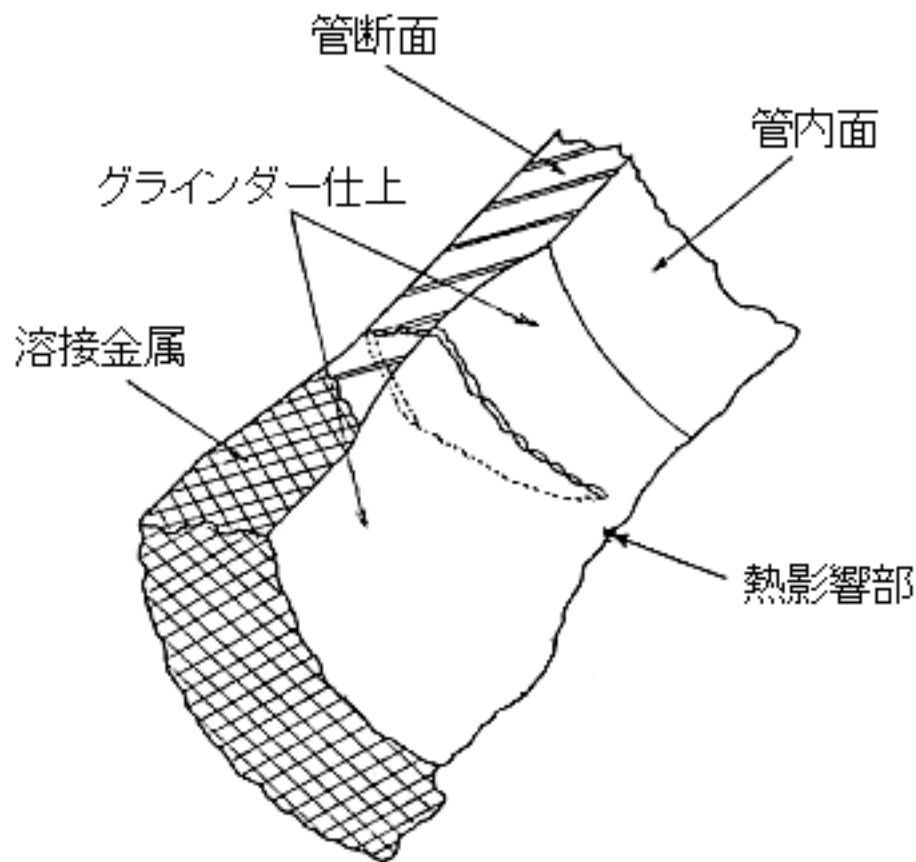 管断面
管内面
グラインダー仕上
溶接金属
熱影響部